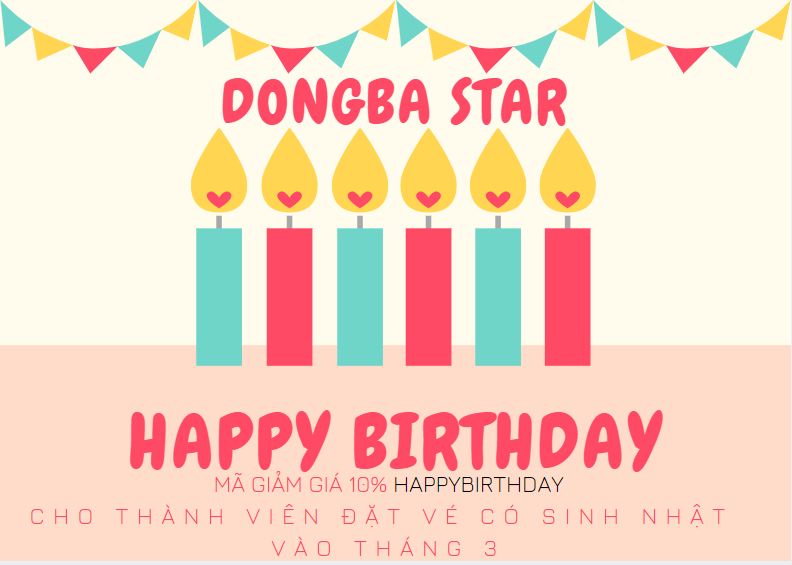 DONGBA STAR
HAPPY BIRTHDAY
MÃ GIẢM GIÁ 10% HAPPYBIRTHDAY
CHO THÀNH VIÊN ĐẶT VÉ CÓ SINH NHẬT
VÀO THÁNG 3